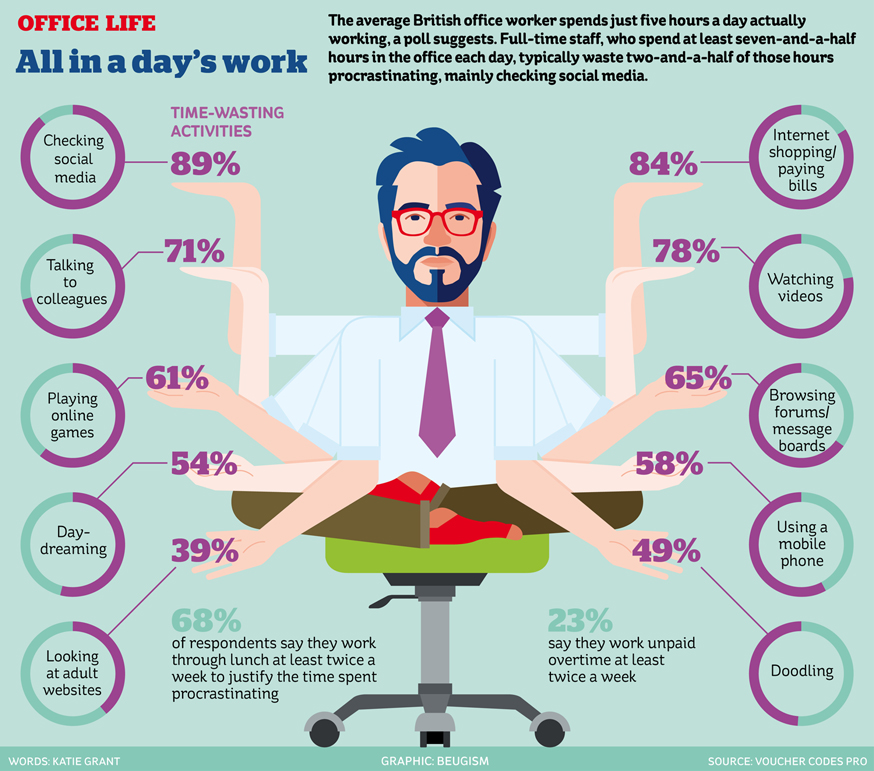 OFFICE LIFE
All in a day's work
The average British office worker spends just five hours a day actually
working, a poll suggests. Full-time staff, who spend at least seven-and-a-half
hours in the office each day, typically waste two-and-a-half of those hours
procrastinating, mainly checking social media.
TIME-WASTING
ACTIVITIES
Checking
social
media
89%
Talking
to
colleagues
71%
Playing
online
games
61%
Day-
dreaming
54%
Looking
at adult
websites
39%
84%
Internet
shopping/
paying
bills
78%
Watching
videos
65%
Browsing
forums/
message
boards
58%
Using a
mobile
phone
49%
Doodling
68%
of respondents say they work
through lunch at least twice a
week to justify the time spent
procrastinating
23%
say they work unpaid
overtime at least
twice a week
WORDS: KATIE GRANT
GRAPHIC: BEUGISM
SOURCE: VOUCHER CODES PRO